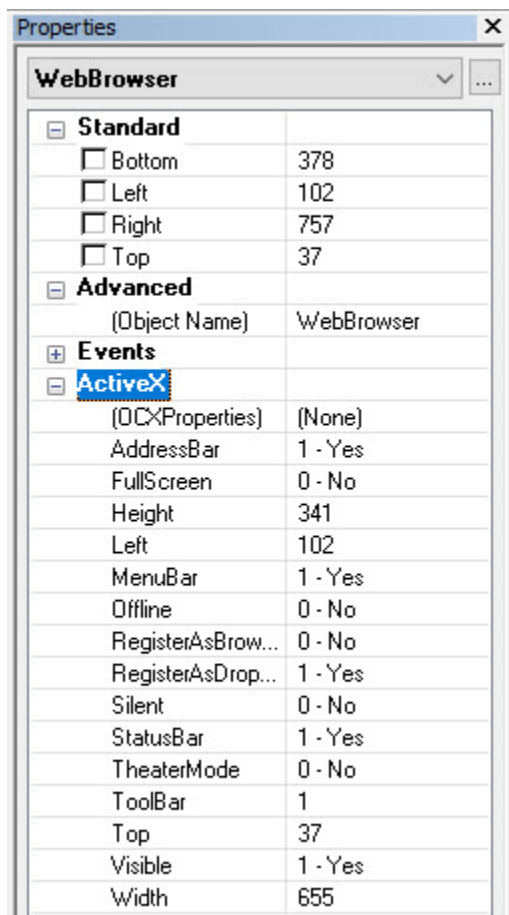 Properties
WebBrowser
...
Standard
Bottom 378
Left 102
Right 757
Top 37
Advanced
(Object Name) WebBrowser
Events
ActiveX
(OCXProperties) (None)
AddressBar 1 - Yes
FullScreen 0 - No
Height 341
Left 102
MenuBar 1 - Yes
Offline 0 - No
RegisterAsBrow... 0 - No
RegisterAsDrop... 1 - Yes
Silent 0 - No
StatusBar 1 - Yes
TheaterMode 0 - No
ToolBar 1
Top 37
Visible 1 - Yes
Width 655